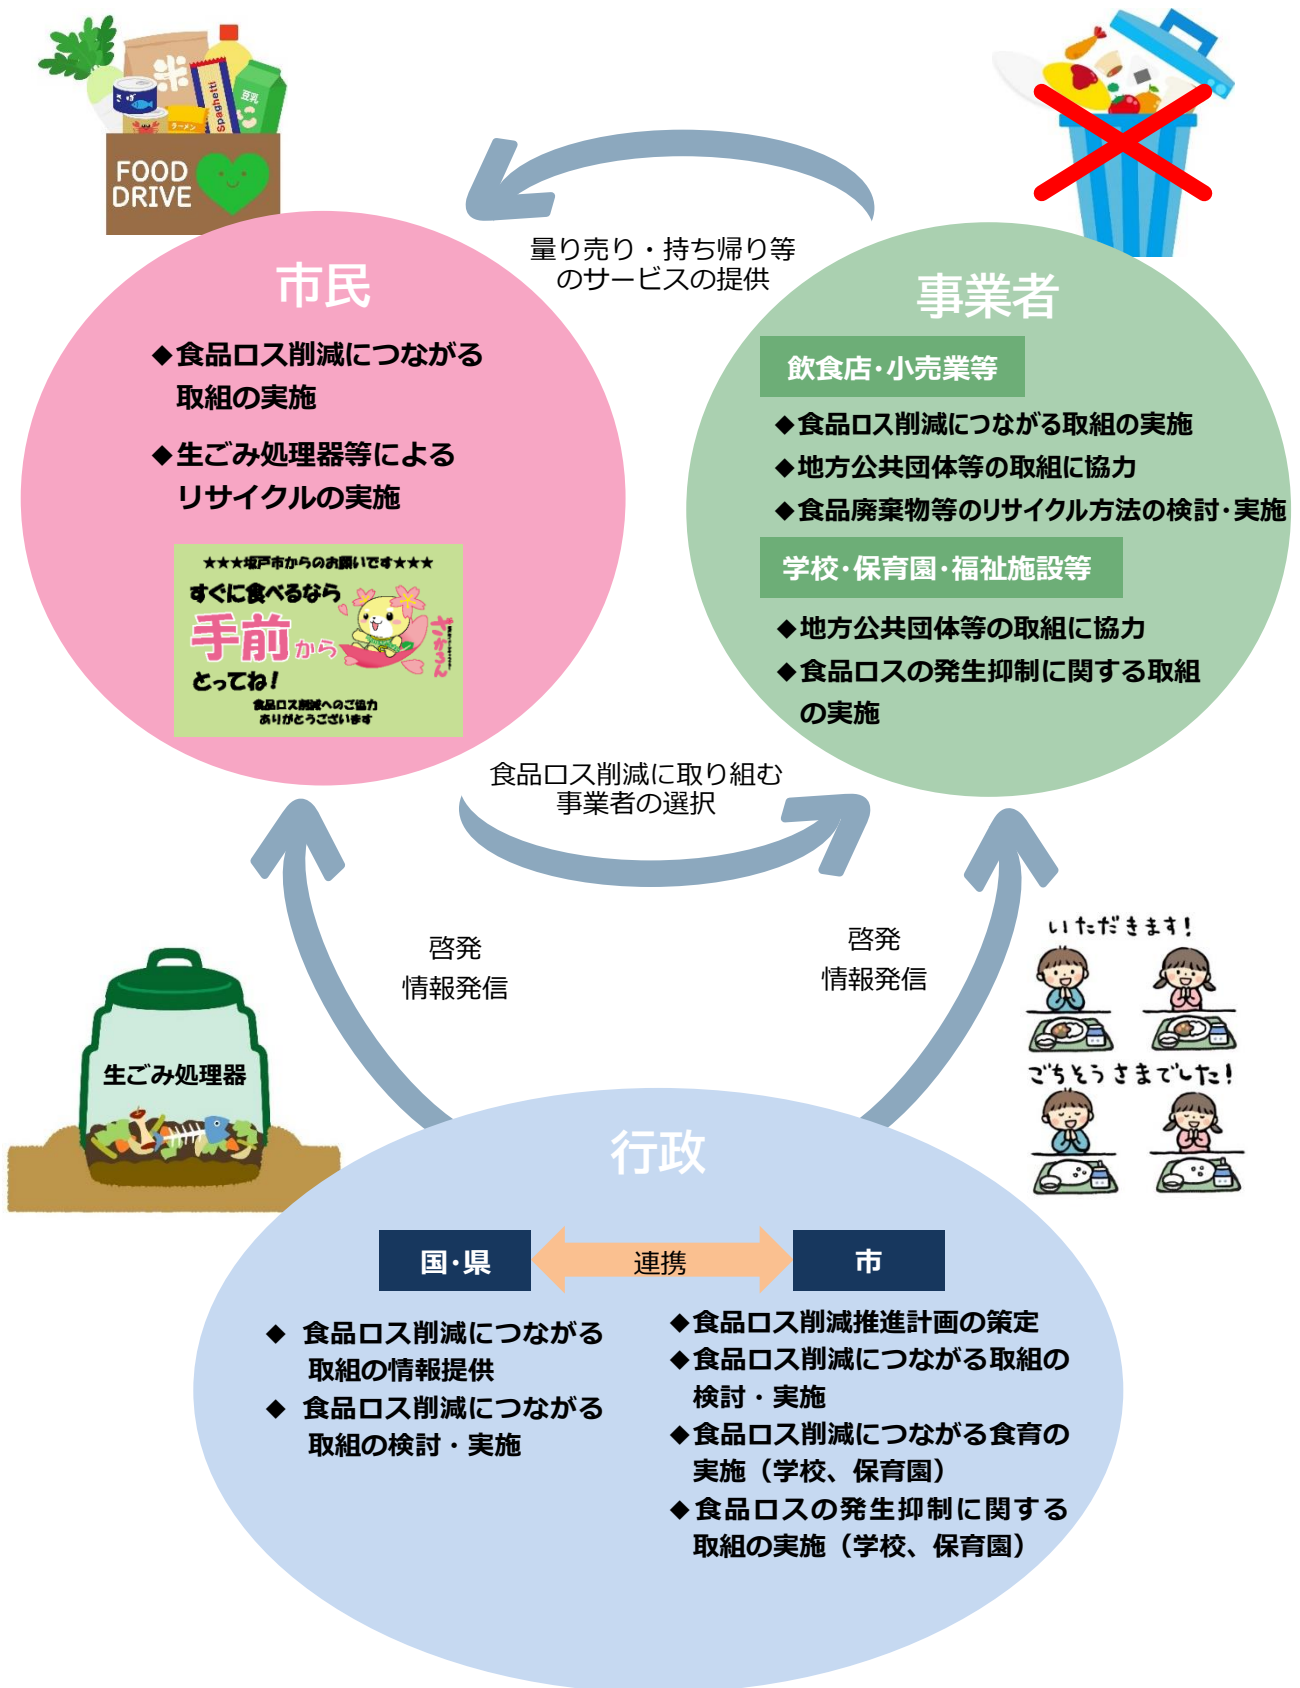 米
豆乳
Spaghetti
さば
ラーメン
FOOD
DRIVE
量り売り・持ち帰り等
のサービスの提供
市民
◆食品ロス削減につながる
取組の実施
◆生ごみ処理器等による
リサイクルの実施
★★★坂戸市からのお願いです★★★
すぐに食べるなら
手前から
とってね！
さかろん
食品ロス削減へのご協力
ありがとうございます
事業者
飲食店・小売業等
◆食品ロス削減につながる取組の実施
◆地方公共団体等の取組に協力
◆食品廃棄物等のリサイクル方法の検討・実施
学校・保育園・福祉施設等
◆地方公共団体等の取組に協力
◆食品ロスの発生抑制に関する取組
の実施
食品ロス削減に取り組む
事業者の選択
啓発
情報発信
啓発
情報発信
いただきます！
ごちそうさまでした！
生ごみ処理器
行政
国・県
連携
市
◆ 食品ロス削減につながる
取組の情報提供
◆ 食品ロス削減につながる
取組の検討・実施
◆食品ロス削減推進計画の策定
◆食品ロス削減につながる取組の
検討・実施
◆食品ロス削減につながる食育の
実施（学校、保育園）
◆食品ロスの発生抑制に関する
取組の実施（学校、保育園）